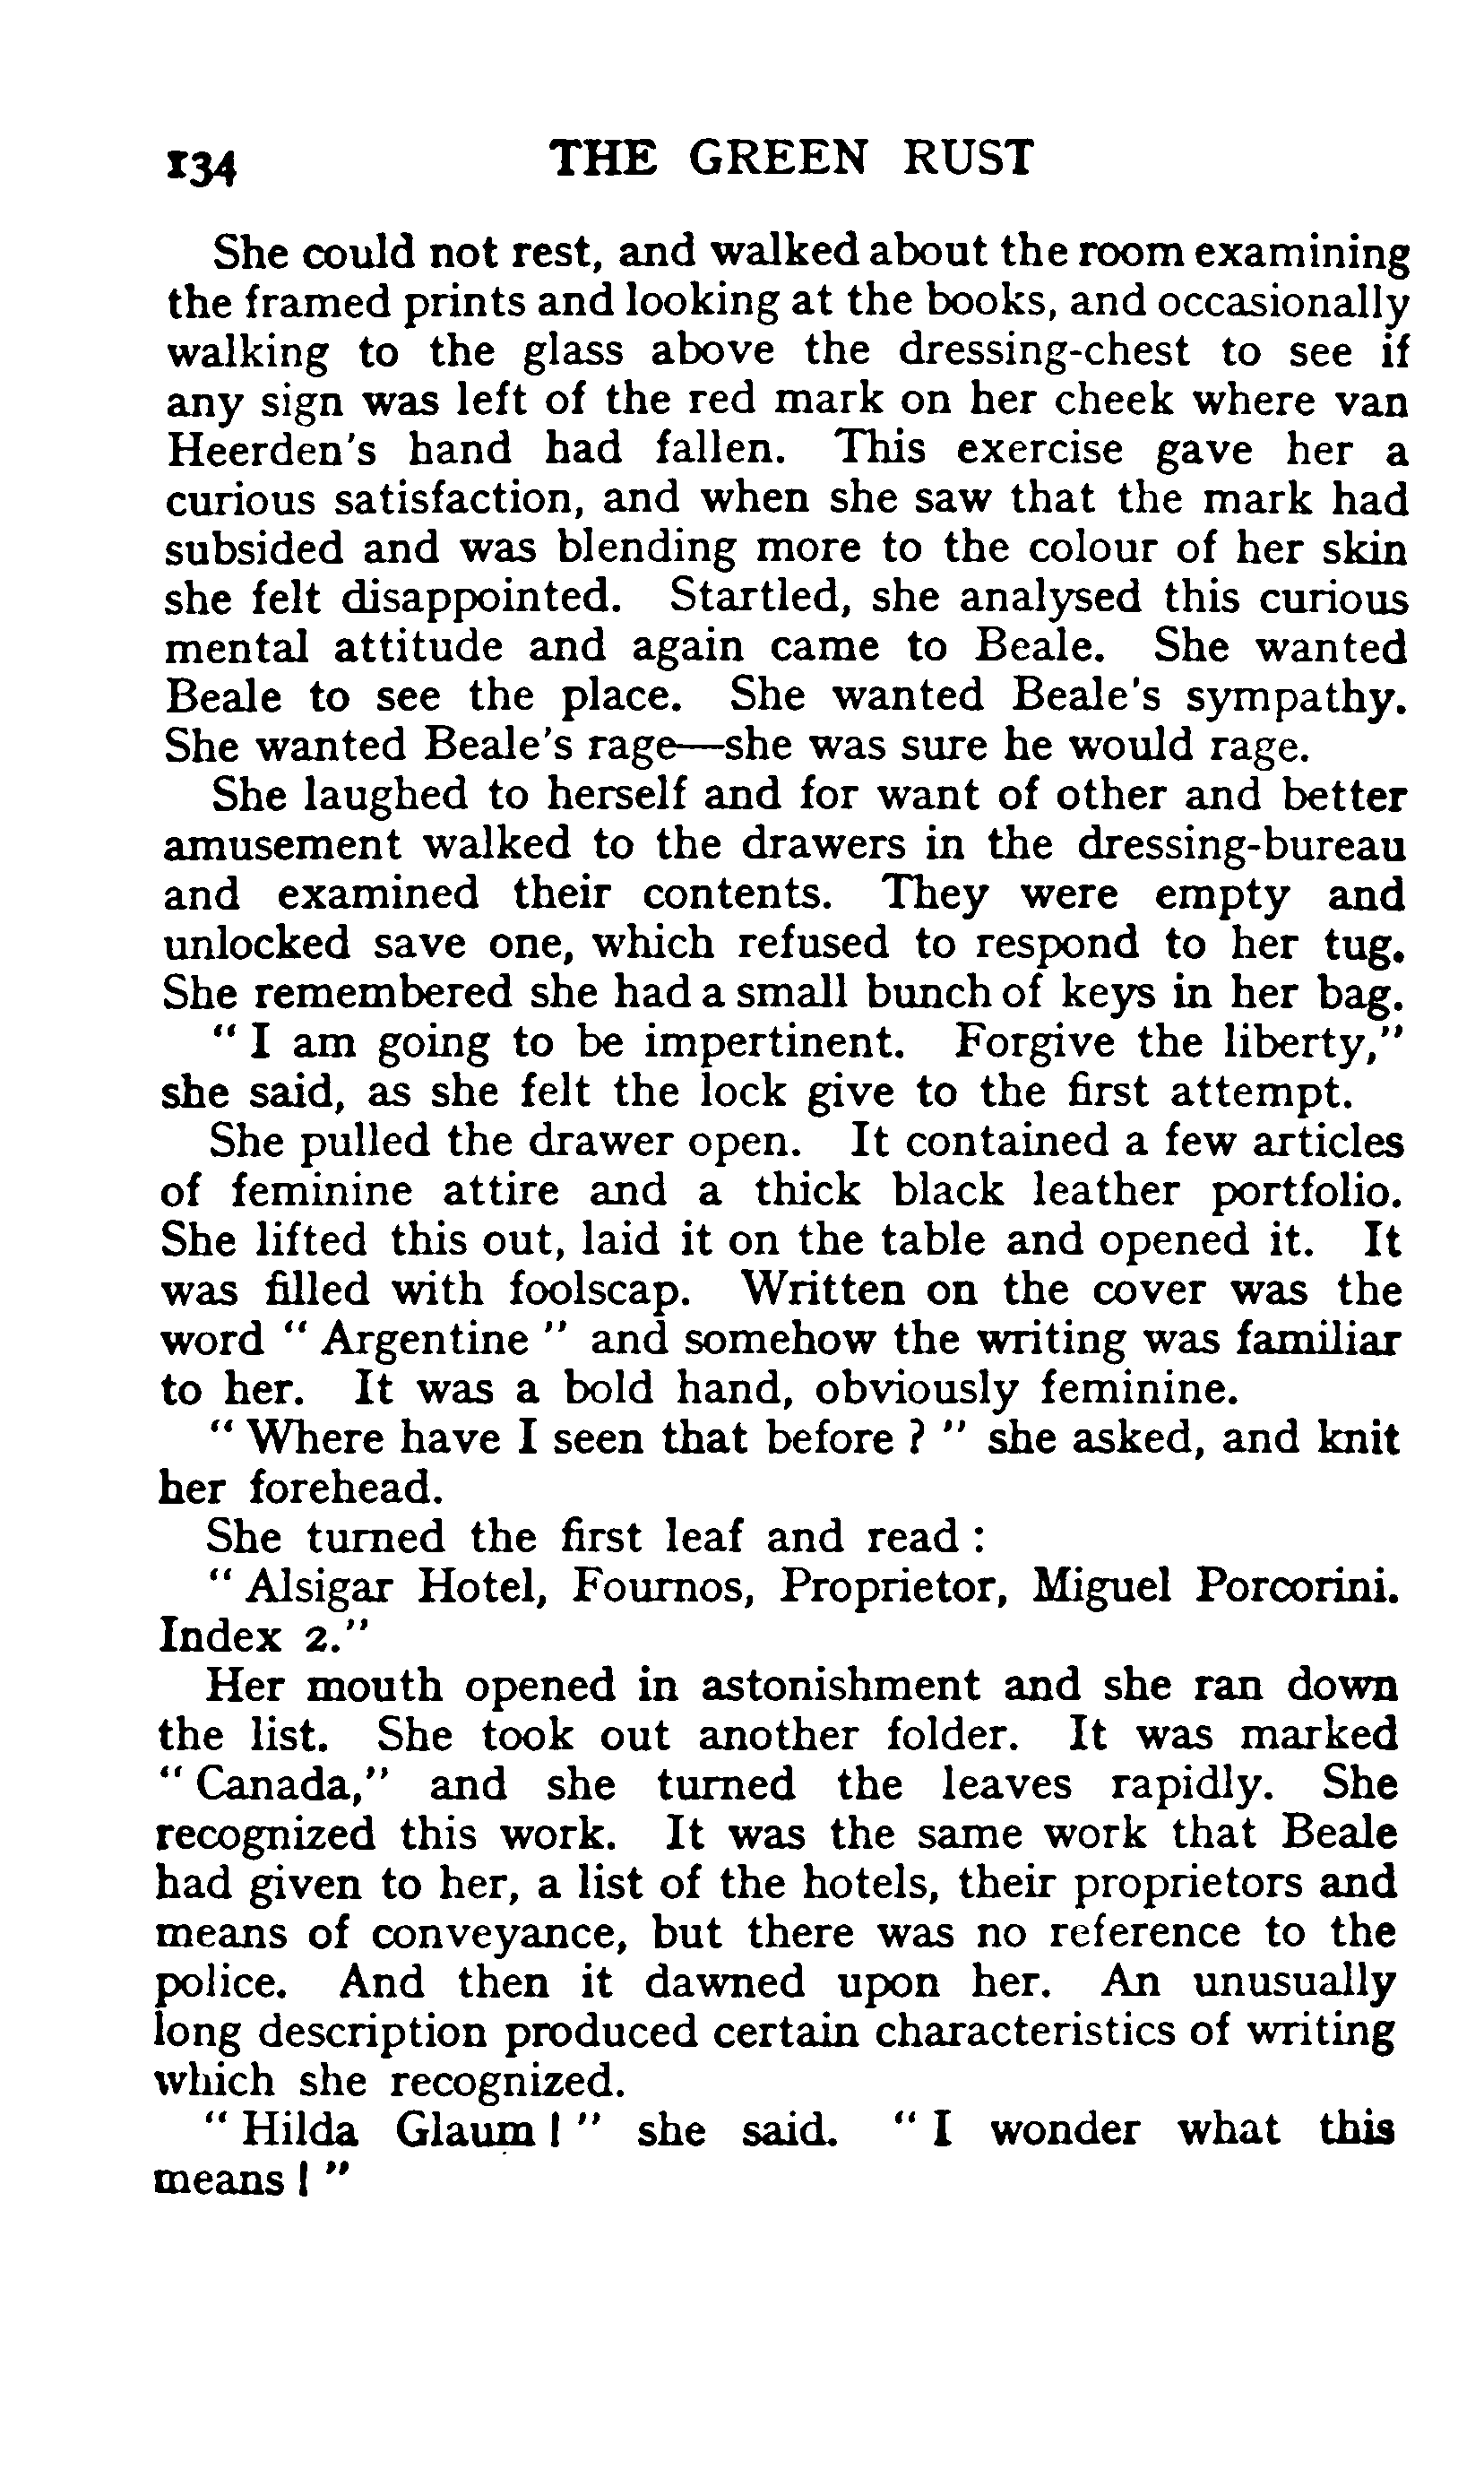 134 THE GREEN RUST
She could not rest, and walked about the room examining
the framed prints and looking at the books, and occasionally
walking to the glass above the dressing-chest to see if
any sign was left of the red mark on her cheek where van
Heerden's hand had fallen. This exercise gave her a
curious satisfaction, and when she saw that the mark had
subsided and was blending more to the colour of her skin
she felt disappointed. Startled, she analysed this curious
mental attitude and again came to Beale. She wanted
Beale to see the place. She wanted Beale's sympathy.
She wanted Beale's rage—she was sure he would rage.
She laughed to herself and for want of other and better
amusement walked to the drawers in the dressing-bureau
and examined their contents. They were empty and
unlocked save one, which refused to respond to her tug.
She remembered she had a small bunch of keys in her bag.
" I am going to be impertinent. Forgive the liberty,"
she said, as she felt the lock give to the first attempt.
She pulled the drawer open. It contained a few articles
of feminine attire and a thick black leather portfolio.
She lifted this out, laid it on the table and opened it. It
was filled with foolscap. Written on the cover was the
word " Argentine " and somehow the writing was familiar
to her. It was a bold hand, obviously feminine.
" Where have I seen that before ? " she asked, and knit
her forehead.
She turned the first leaf and read :
" Alsigar Hotel, Fournos, Proprietor, Miguel Porcorini.
Index 2."
Her mouth opened in astonishment and she ran down
the list. She took out another folder. It was marked
" Canada," and she turned the leaves rapidly. She
recognized this work. It was the same work that Beale
had given to her, a list of the hotels, their proprietors and
means of conveyance, but there was no reference to the
police. And then it dawned upon her. An unusually
long description produced certain characteristics of writing
which she recognized.
" Hilda Glaum ! " she said. " I wonder what this
means ! "